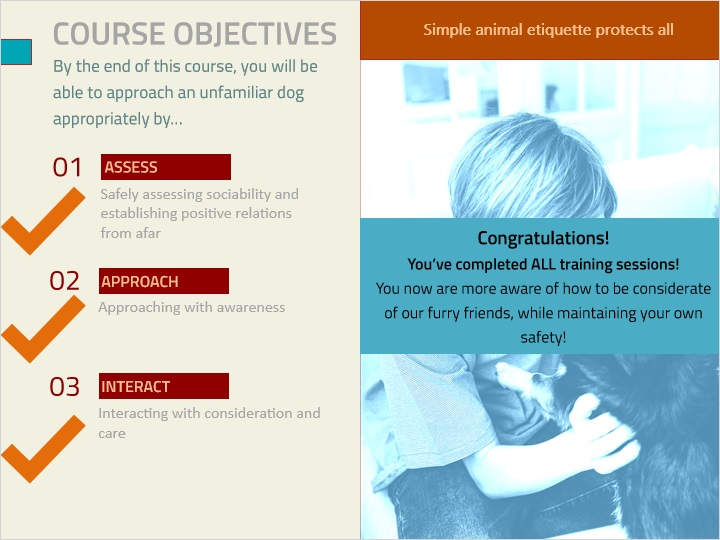 COURSE OBJECTIVES
By the end of this course, you will be
able to approach an unfamiliar dog
appropriately by...
01 ASSESS
Safely assessing sociability and
establishing positive relations
from afar
02 APPROACH
Approaching with awareness
03 INTERACT
Interacting with consideration and
care
Simple animal etiquette protects all
Congratulations!
You've completed ALL training sessions!
You now are more aware of how to be considerate
of our furry friends, while maintaining your own
safety!